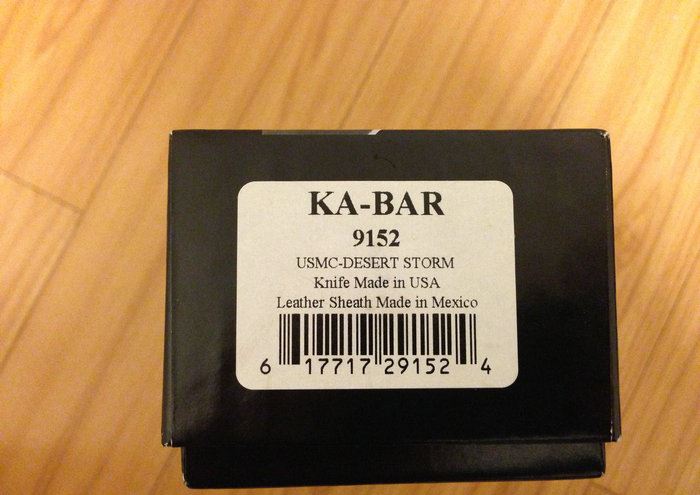 KA-BAR
9152
USMC-DESERT STORM
Knife Made in USA
Leather Sheath Made in Mexico
6 17717 29152 4